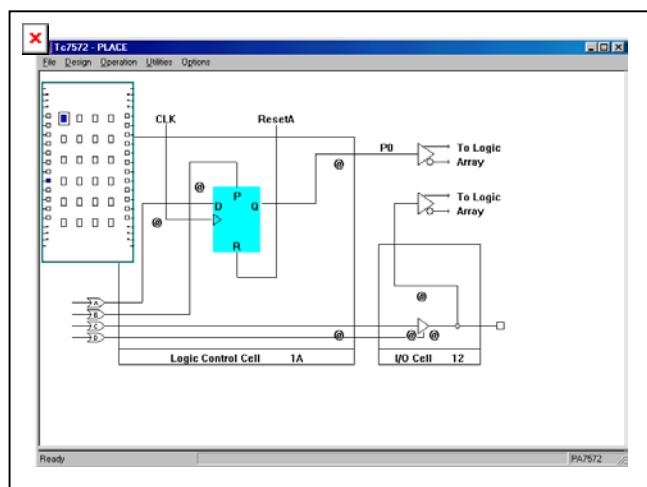 Tc7572 - PLACE
File Design Operation Utilities Options
CLK ResetA
P0 To Logic
Array
@
P
@
D Q
To Logic
Array
@
R
@
A
B
C
D
@ @ @
Logic Control Cell 1A I/O Cell 12
Ready PA7572